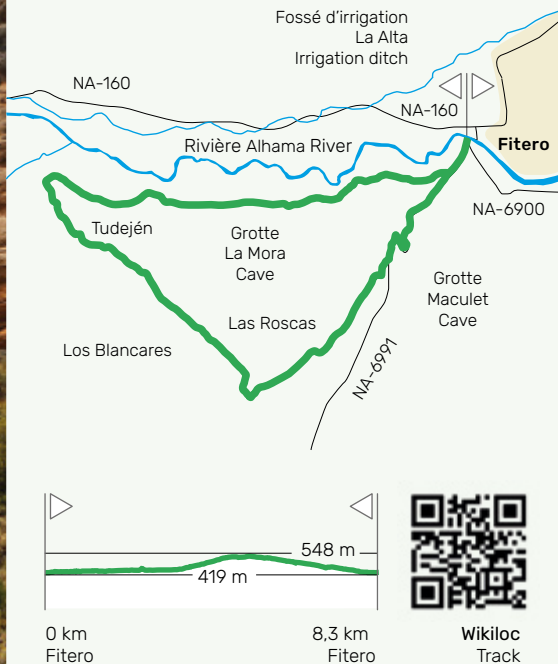 Fossé d’irrigation
La Alta
Irrigation ditch
NA-160
NA-160
Rivière Alhama River
Fitero
NA-6900
Tudején
Grotte
La Mora
Cave
Grotte
Maculet
Cave
Las Roscas
Los Blancares
NA-6991
548 m
419 m
0 km
Fitero
8,3 km
Fitero
Wikiloc
Track